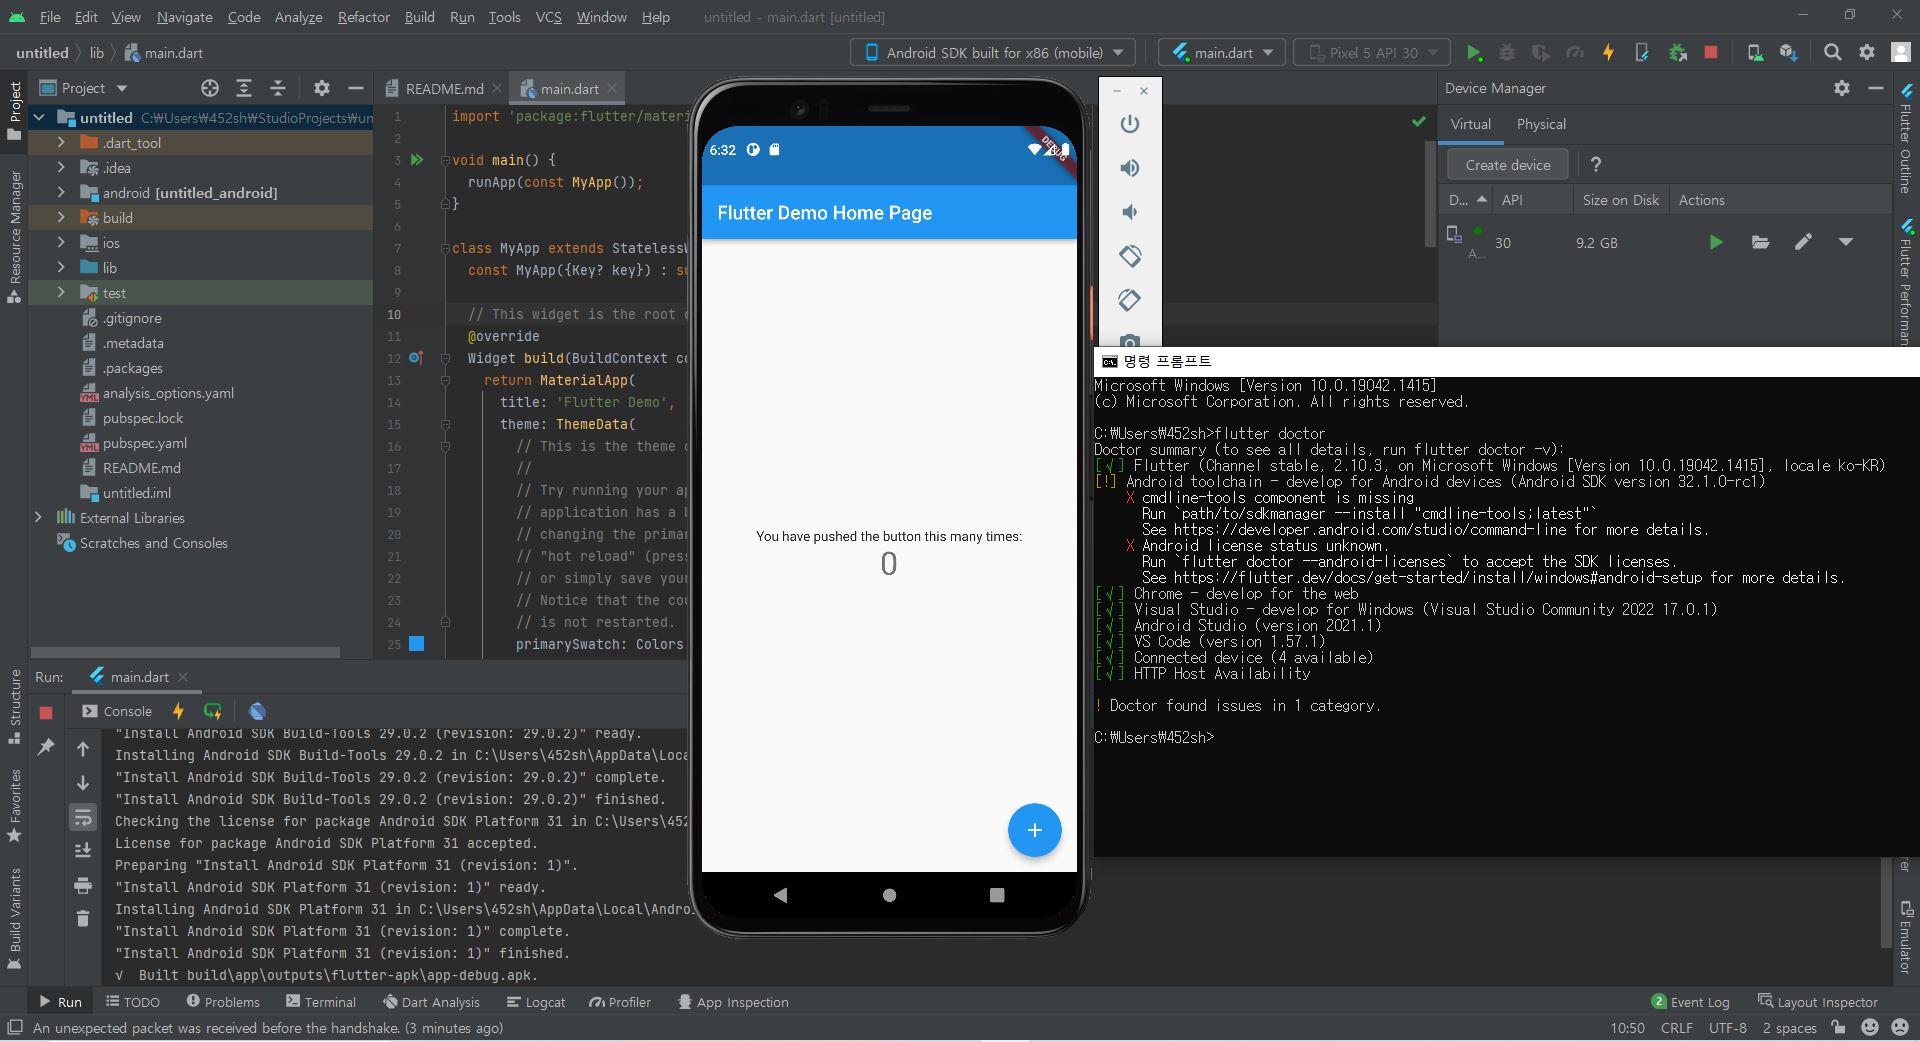 File Edit View Navigate Code Analyze Refactor Build Run Tools VCS Window Help untitled - main.dart [untitled]
untitled lib main.dart
Android SDK built for x86 (mobile) main.dart Pixel 5 API 30
Project
README.md main.dart
untitled C:₩Users₩452sh₩StudioProjects₩un
.dart_tool
.idea
android [untitled_android]
build
ios
lib
test
.gitignore
.metadata
.packages
analysis_options.yaml
pubspec.lock
pubspec.yaml
README.md
untitled.iml
External Libraries
Scratches and Consoles
Project
Resource Manager
Structure
Favorites
Build Variants
1 import 'package:flutter/materi
2
3 void main() {
4 runApp(const MyApp());
5 }
6
7 class MyApp extends StatelessW
8 const MyApp({Key? key}) : su
9
10 // This widget is the root o
11 @override
12 Widget build(BuildContext co
13 return MaterialApp(
14 title: 'Flutter Demo',
15 theme: ThemeData(
16 // This is the theme o
17 //
18 // Try running your ap
19 // application has a b
20 // changing the primar
21 // "hot reload" (press
22 // or simply save your
23 // Notice that the cou
24 // is not restarted.
25 primarySwatch: Colors
6:32
DEBUG
Flutter Demo Home Page
You have pushed the button this many times:
0
+
Device Manager
Virtual Physical
Create device ?
D... API Size on Disk Actions
A... 30 9.2 GB
Flutter Outline
Flutter Performan
er
Emulator
명령 프롬프트
Microsoft Windows [Version 10.0.19042.1415]
(c) Microsoft Corporation. All rights reserved.
C:₩Users₩452sh>flutter doctor
Doctor summary (to see all details, run flutter doctor -v):
[√] Flutter (Channel stable, 2.10.3, on Microsoft Windows [Version 10.0.19042.1415], locale ko-KR)
[!] Android toolchain - develop for Android devices (Android SDK version 32.1.0-rc1)
X cmdline-tools component is missing
Run `path/to/sdkmanager --install "cmdline-tools;latest"`
See https://developer.android.com/studio/command-line for more details.
X Android license status unknown.
Run `flutter doctor --android-licenses` to accept the SDK licenses.
See https://flutter.dev/docs/get-started/install/windows#android-setup for more details.
[√] Chrome - develop for the web
[√] Visual Studio - develop for Windows (Visual Studio Community 2022 17.0.1)
[√] Android Studio (version 2021.1)
[√] VS Code (version 1.57.1)
[√] Connected device (4 available)
[√] HTTP Host Availability
! Doctor found issues in 1 category.
C:₩Users₩452sh>
Run: main.dart
Console
"Install Android SDK Build-Tools 29.0.2 (revision: 29.0.2)" ready.
Installing Android SDK Build-Tools 29.0.2 in C:\Users\452sh\AppData\Loca
"Install Android SDK Build-Tools 29.0.2 (revision: 29.0.2)" complete.
"Install Android SDK Build-Tools 29.0.2 (revision: 29.0.2)" finished.
Checking the license for package Android SDK Platform 31 in C:\Users\452
License for package Android SDK Platform 31 accepted.
Preparing "Install Android SDK Platform 31 (revision: 1)".
"Install Android SDK Platform 31 (revision: 1)" ready.
Installing Android SDK Platform 31 in C:\Users\452sh\AppData\Local\Andro
"Install Android SDK Platform 31 (revision: 1)" complete.
"Install Android SDK Platform 31 (revision: 1)" finished.
√ Built build\app\outputs\flutter-apk\app-debug.apk.
Run TODO Problems Terminal Dart Analysis Logcat Profiler App Inspection 2 Event Log Layout Inspector
An unexpected packet was received before the handshake. (3 minutes ago) 10:50 CRLF UTF-8 2 spaces